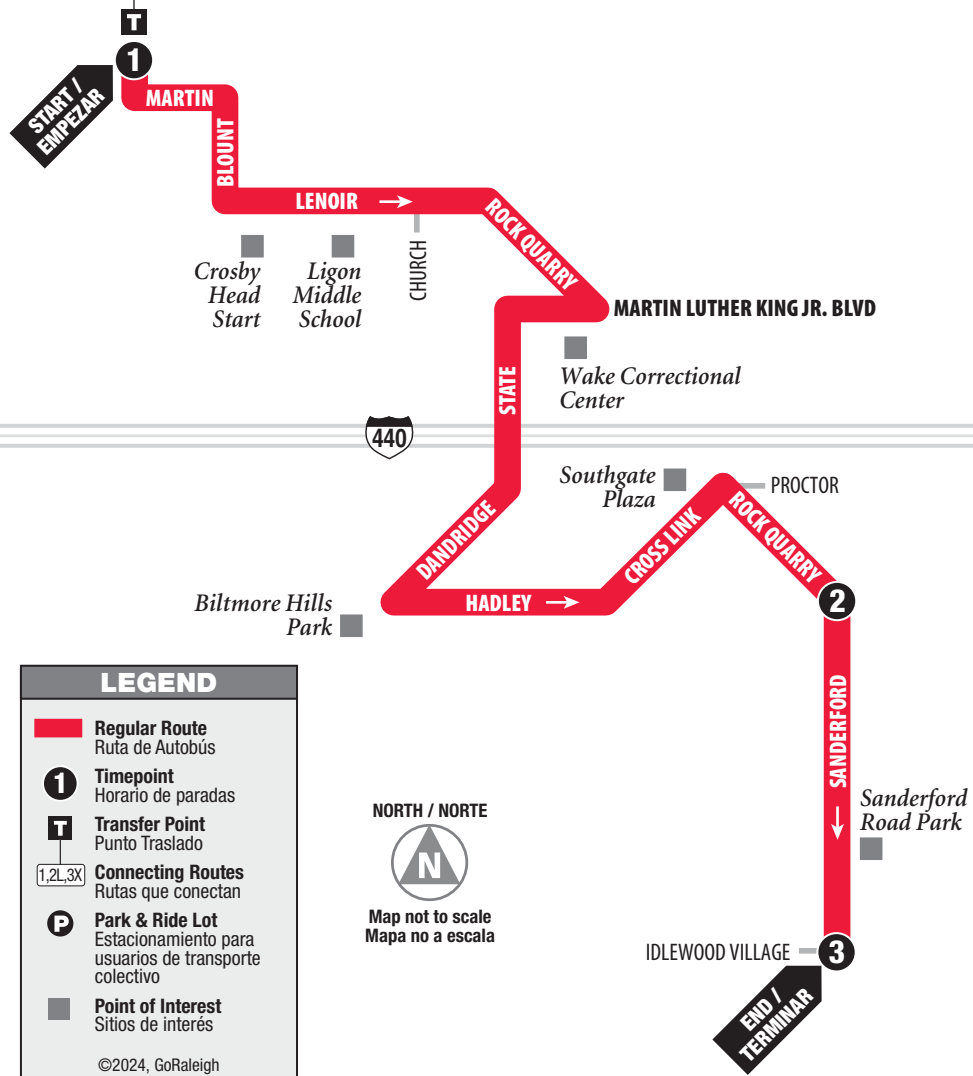 T
1
START /
EMPEZAR
MARTIN
BLOUNT
LENOIR →
ROCK QUARRY
CHURCH
Crosby
Head
Start
Ligon
Middle
School
MARTIN LUTHER KING JR. BLVD
Wake Correctional
Center
STATE
440
Southgate
Plaza
PROCTOR
DANDRIDGE
CROSS LINK
ROCK QUARRY
HADLEY →
Biltmore Hills
Park
2
SANDERFORD →
Sanderford
Road Park
IDLEWOOD VILLAGE
3
END /
TERMINAR
LEGEND
Regular Route
Ruta de Autobús
1
Timepoint
Horario de paradas
T
Transfer Point
Punto Traslado
1,2L,3X
Connecting Routes
Rutas que conectan
P
Park & Ride Lot
Estacionamiento para
usuarios de transporte
colectivo
Point of Interest
Sitios de interés
©2024, GoRaleigh
NORTH / NORTE
N
Map not to scale
Mapa no a escala